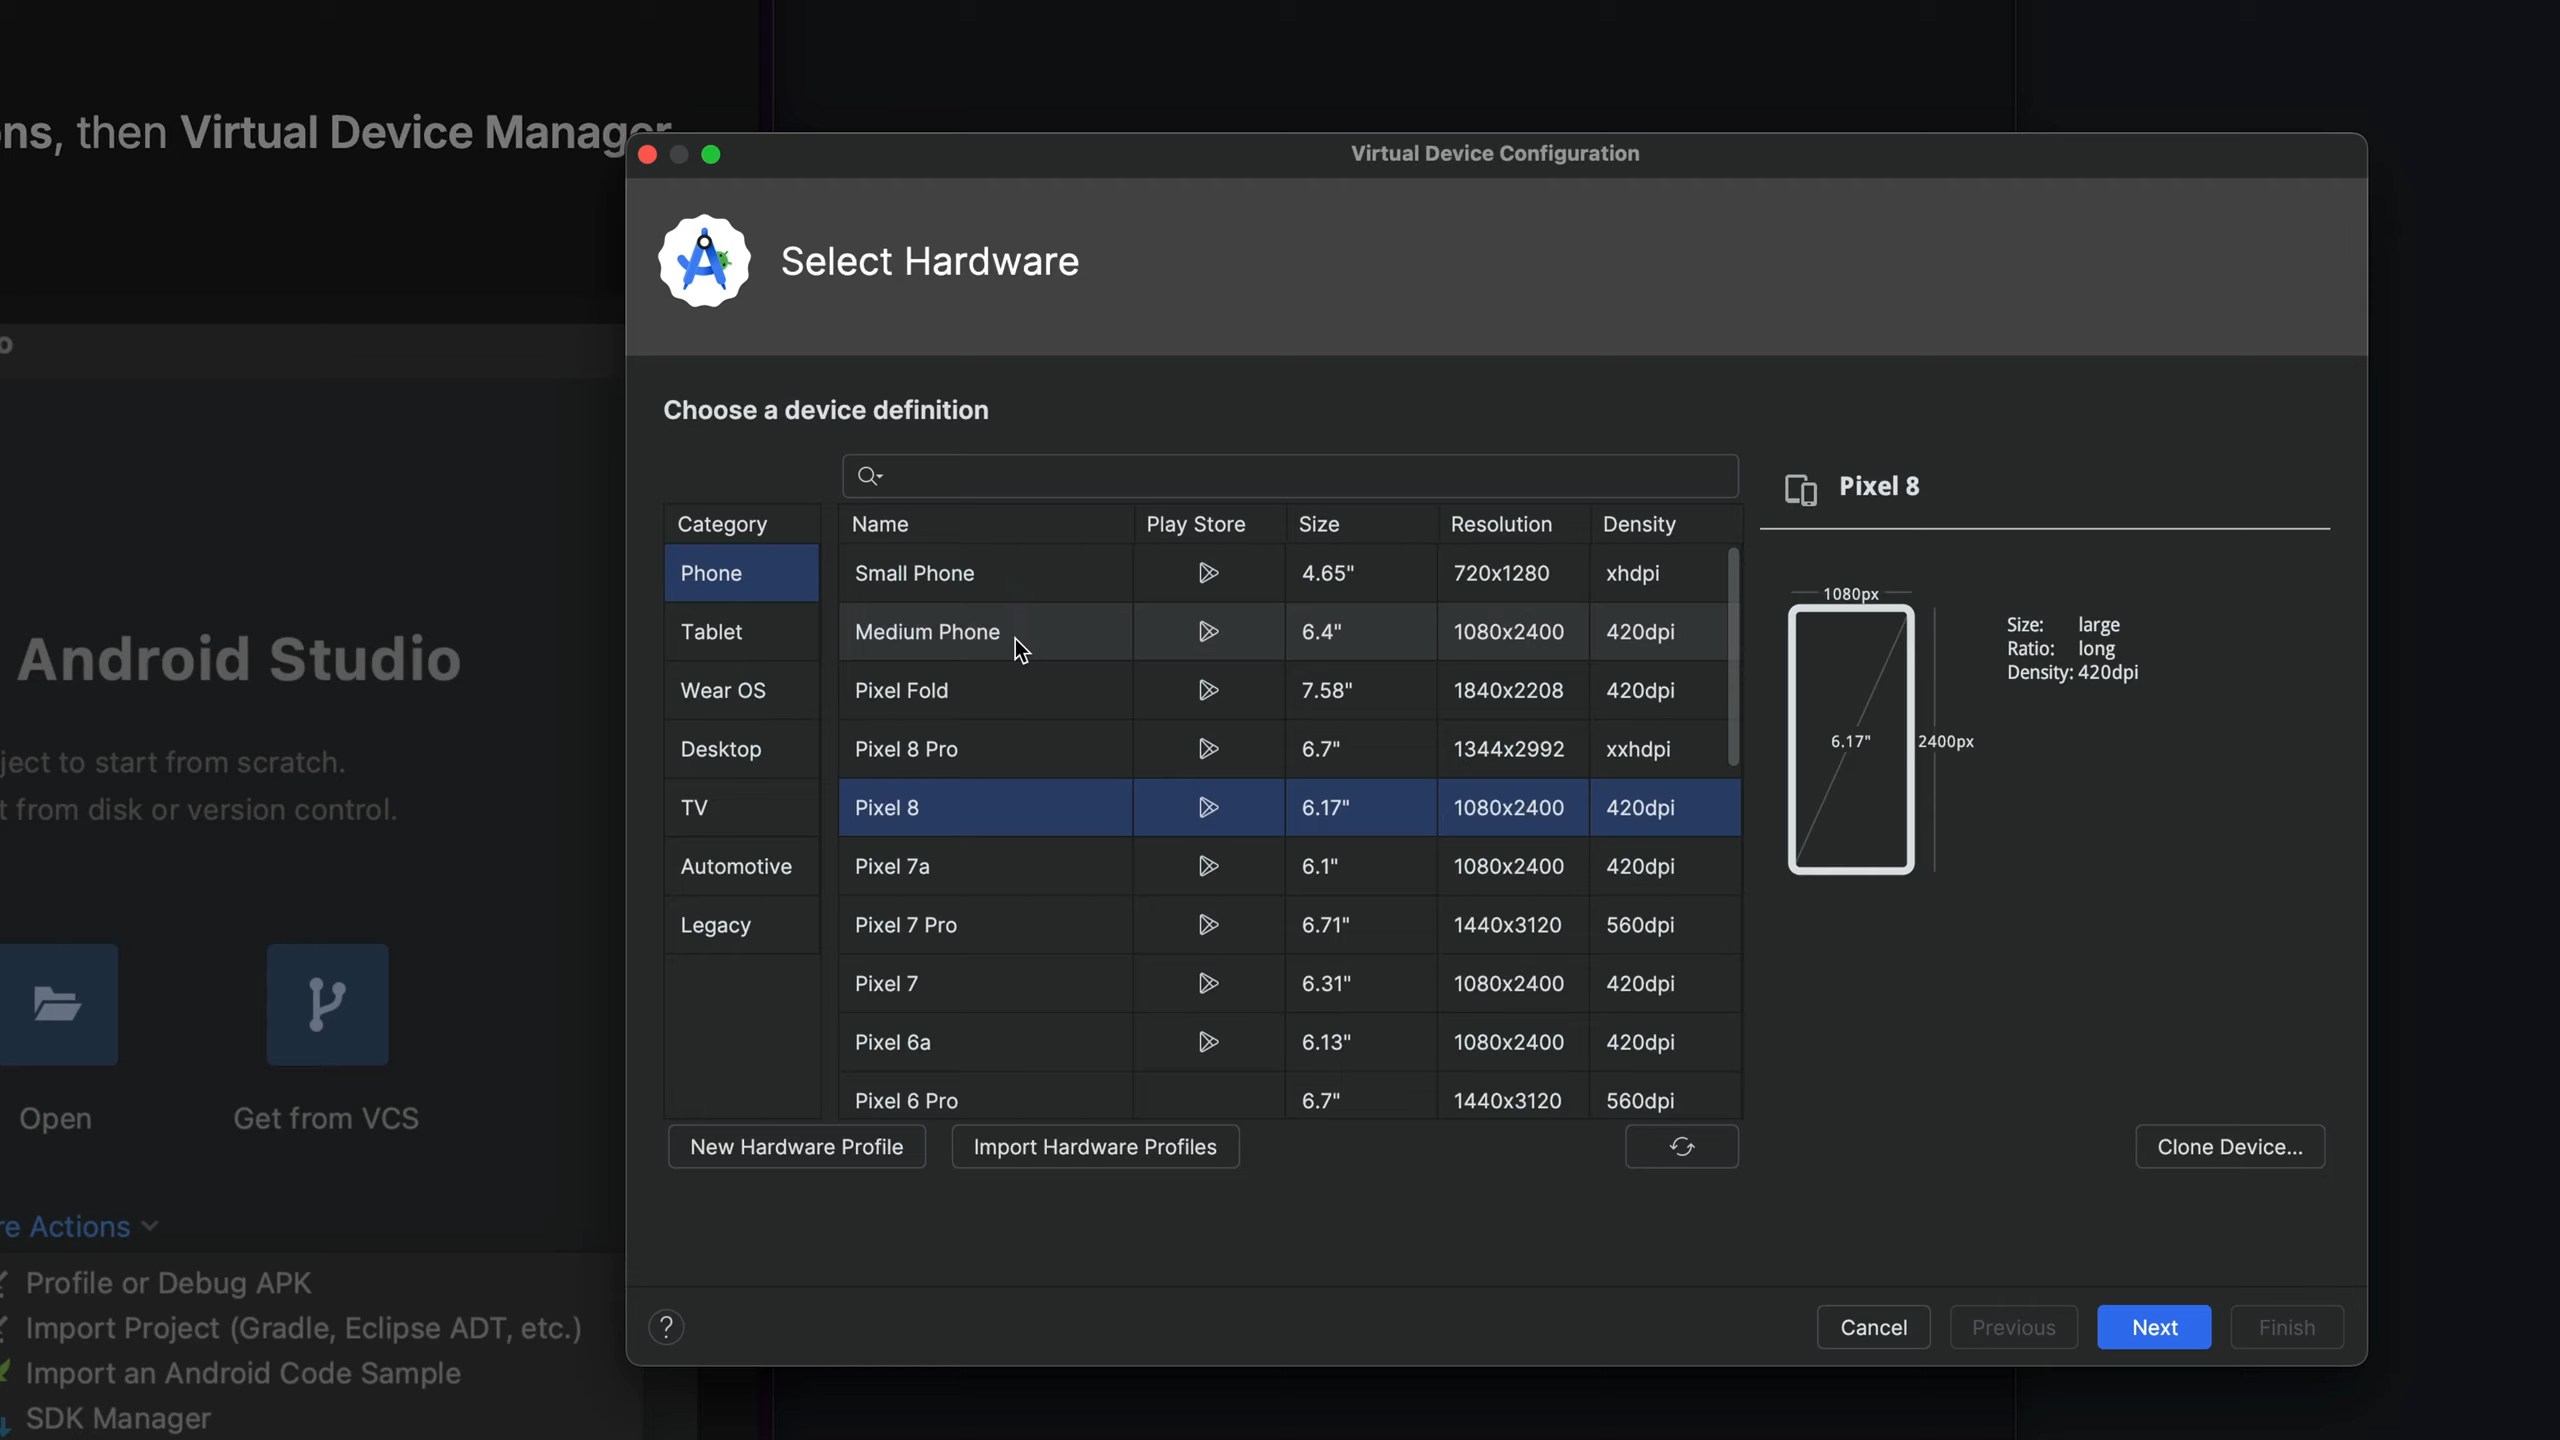 ns, then Virtual Device Manager
Virtual Device Configuration
Select Hardware
Choose a device definition
Category
Name Play Store Size Resolution Density
Phone
Tablet
Wear OS
Desktop
TV
Automotive
Legacy
Small Phone 4.65" 720x1280 xhdpi
Medium Phone 6.4" 1080x2400 420dpi
Pixel Fold 7.58" 1840x2208 420dpi
Pixel 8 Pro 6.7" 1344x2992 xxhdpi
Pixel 8 6.17" 1080x2400 420dpi
Pixel 7a 6.1" 1080x2400 420dpi
Pixel 7 Pro 6.71" 1440x3120 560dpi
Pixel 7 6.31" 1080x2400 420dpi
Pixel 6a 6.13" 1080x2400 420dpi
Pixel 6 Pro 6.7" 1440x3120 560dpi
Pixel 8
1080px
6.17"
2400px
Size: large
Ratio: long
Density: 420dpi
New Hardware Profile
Import Hardware Profiles
Clone Device...
?
Cancel
Previous
Next
Finish
o
Android Studio
ject to start from scratch.
t from disk or version control.
Open
Get from VCS
re Actions
Profile or Debug APK
Import Project (Gradle, Eclipse ADT, etc.)
Import an Android Code Sample
SDK Manager